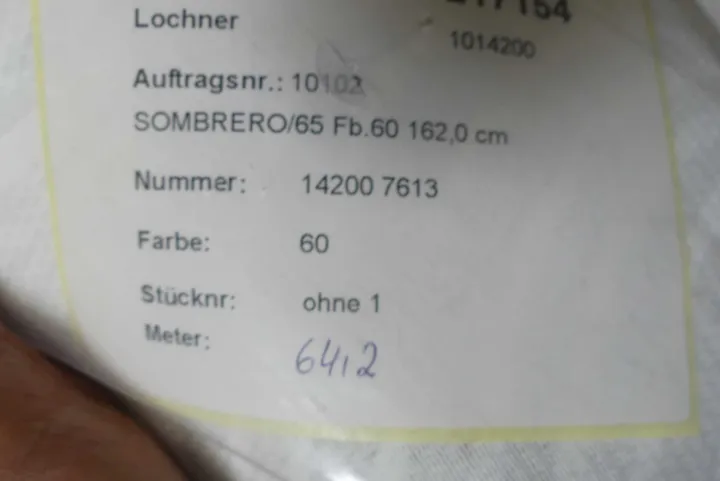 Lochner
1014200
Auftragsnr.: 10102
SOMBRERO/65 Fb.60 162,0 cm
Nummer: 14200 7613
Farbe: 60
Stücknr: ohne 1
Meter: 64,2